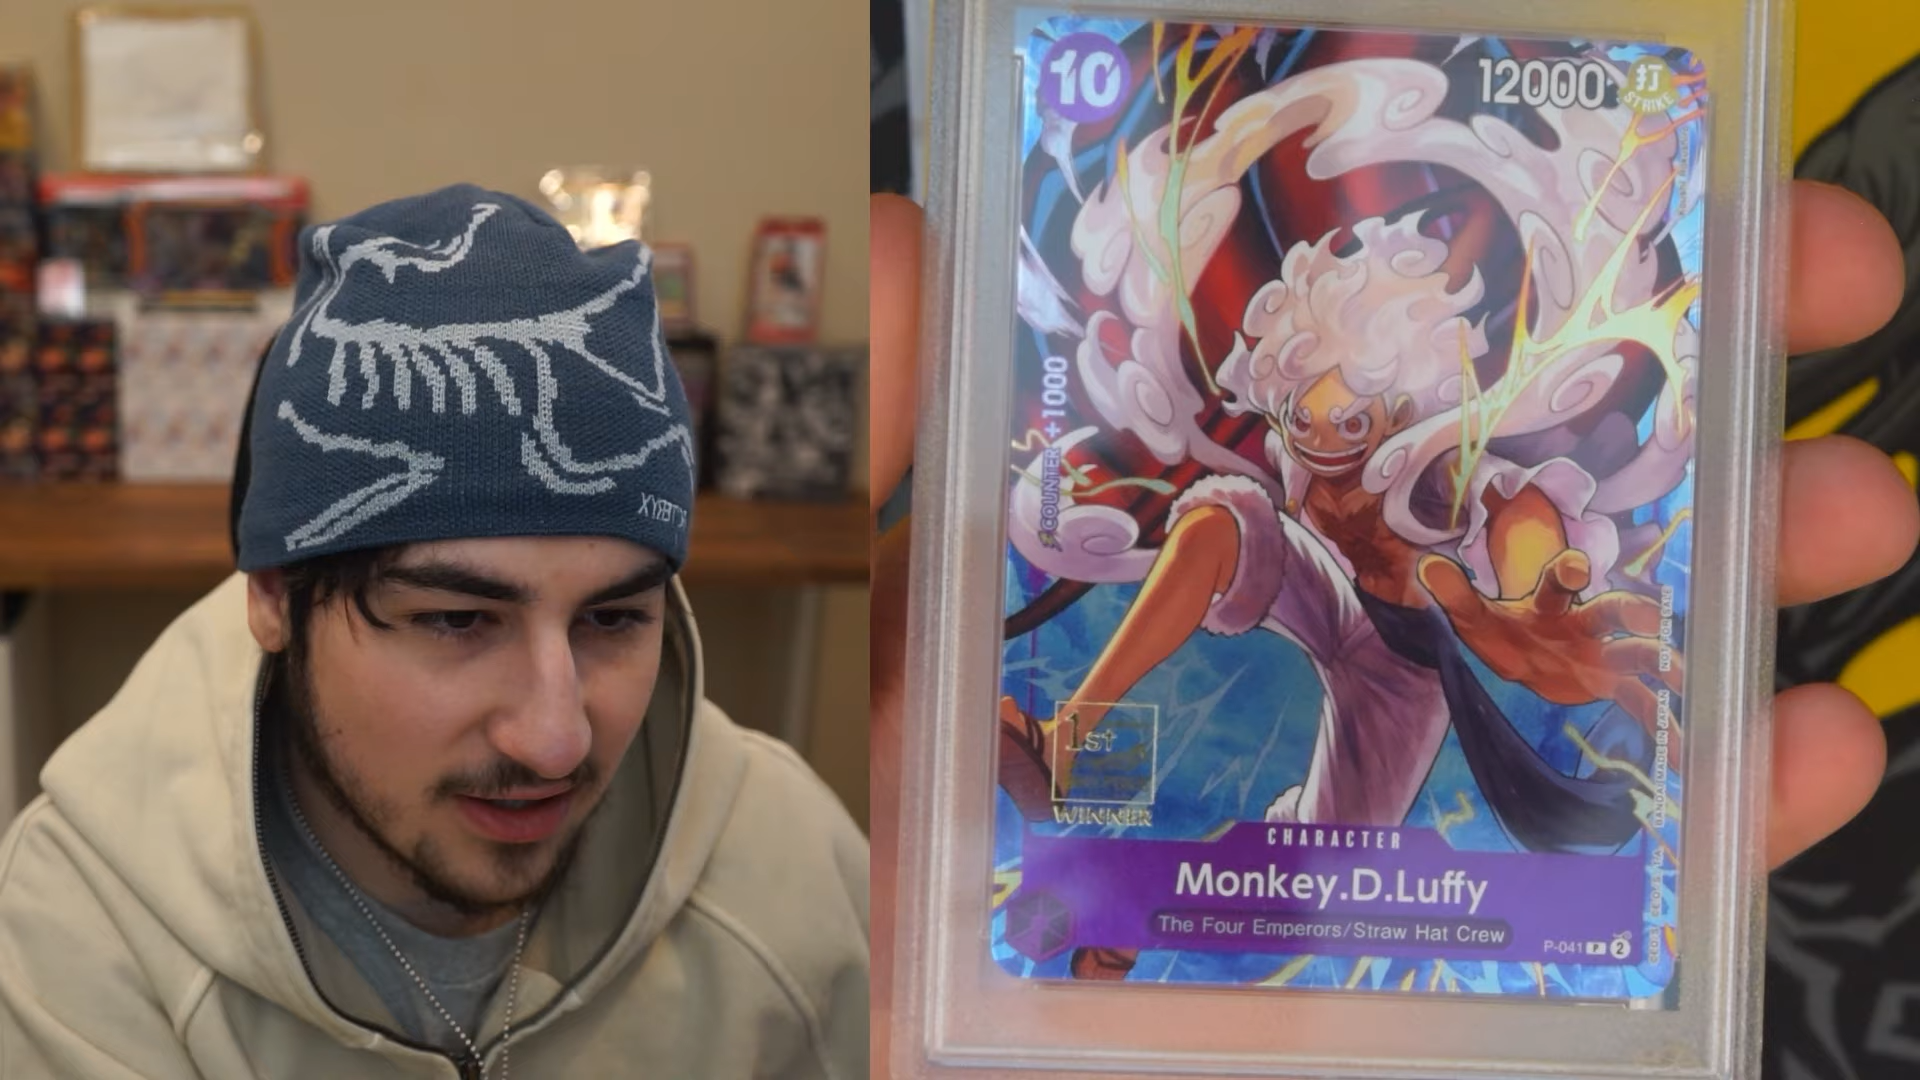 10
12000
打
STRIKE
COUNTER +1000
1st
WINNER
NOT FOR SALE
BANDAI MADE IN JAPAN
CHARACTER
Monkey.D.Luffy
The Four Emperors/Straw Hat Crew
P-041 P 2